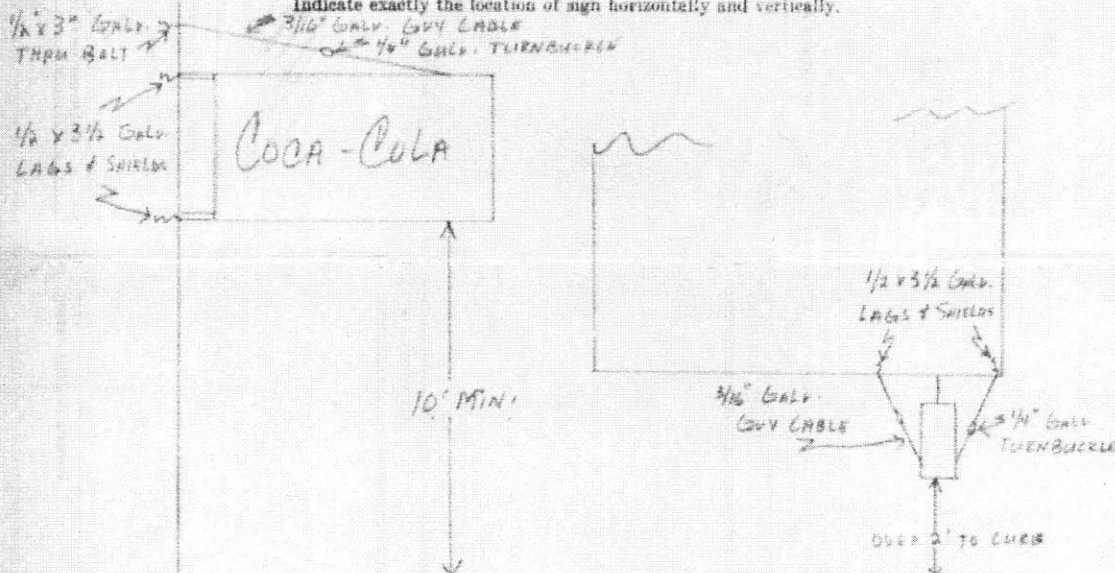 Indicate exactly the location of sign horizontally and vertically.
1/2" x 3" GALV.
THRU BOLT
3/16" GALV. GUY CABLE
1/4" GALV. TURNBUCKLE
1/2 x 3 1/2 GALV.
LAGS & SHIELDS
COCA-COLA
10' MIN.
1/2 x 3 1/2 GALV.
LAGS & SHIELDS
3/16" GALV.
GUY CABLE
1/4" GALV.
TURNBUCKLE
OVER 2' TO CURB